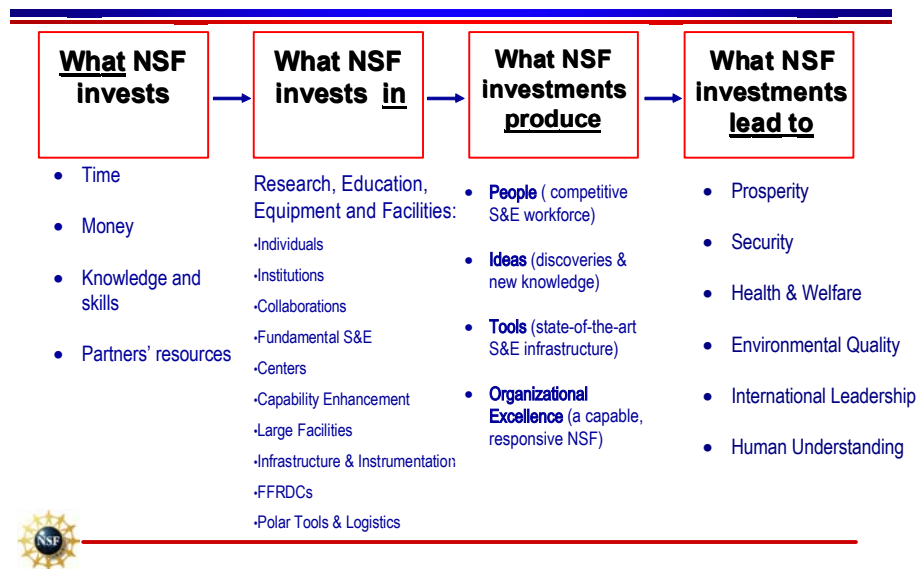 What NSF
invests
What NSF
invests in
What NSF
investments
produce
What NSF
investments
lead to
• Time
• Money
• Knowledge and
skills
• Partners' resources
Research, Education,
Equipment and Facilities:
•Individuals
•Institutions
•Collaborations
•Fundamental S&E
•Centers
•Capability Enhancement
•Large Facilities
•Infrastructure & Instrumentation
•FFRDCs
•Polar Tools & Logistics
• People ( competitive
S&E workforce)
• Ideas (discoveries &
new knowledge)
• Tools (state-of-the-art
S&E infrastructure)
• Organizational
Excellence (a capable,
responsive NSF)
• Prosperity
• Security
• Health & Welfare
• Environmental Quality
• International Leadership
• Human Understanding
NSF